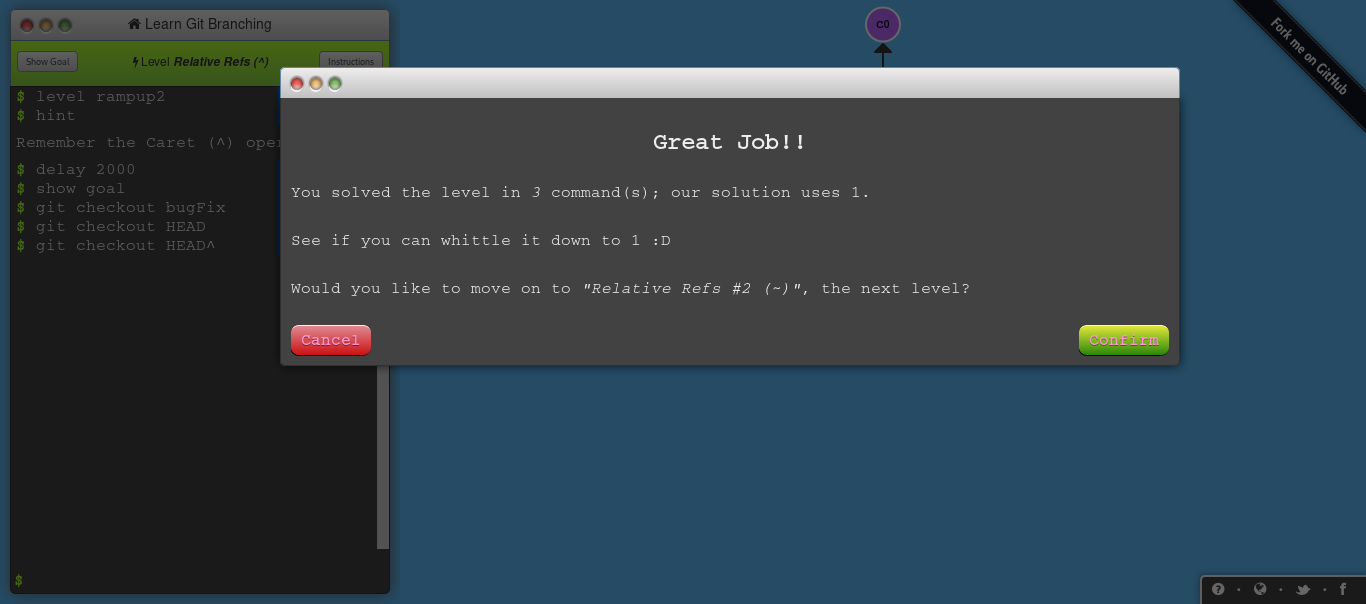 Learn Git Branching
Show Goal
Level Relative Refs (^)
Instructions
$ level rampup2
$ hint
Remember the Caret (^)
$ delay 2000
$ show goal
$ git checkout bugFix
$ git checkout HEAD
$ git checkout HEAD^
$
C0
Fork me on GitHub
Great Job!!
You solved the level in 3 command(s); our solution uses 1.
See if you can whittle it down to 1 :D
Would you like to move on to "Relative Refs #2 (~)", the next level?
Cancel
Confirm